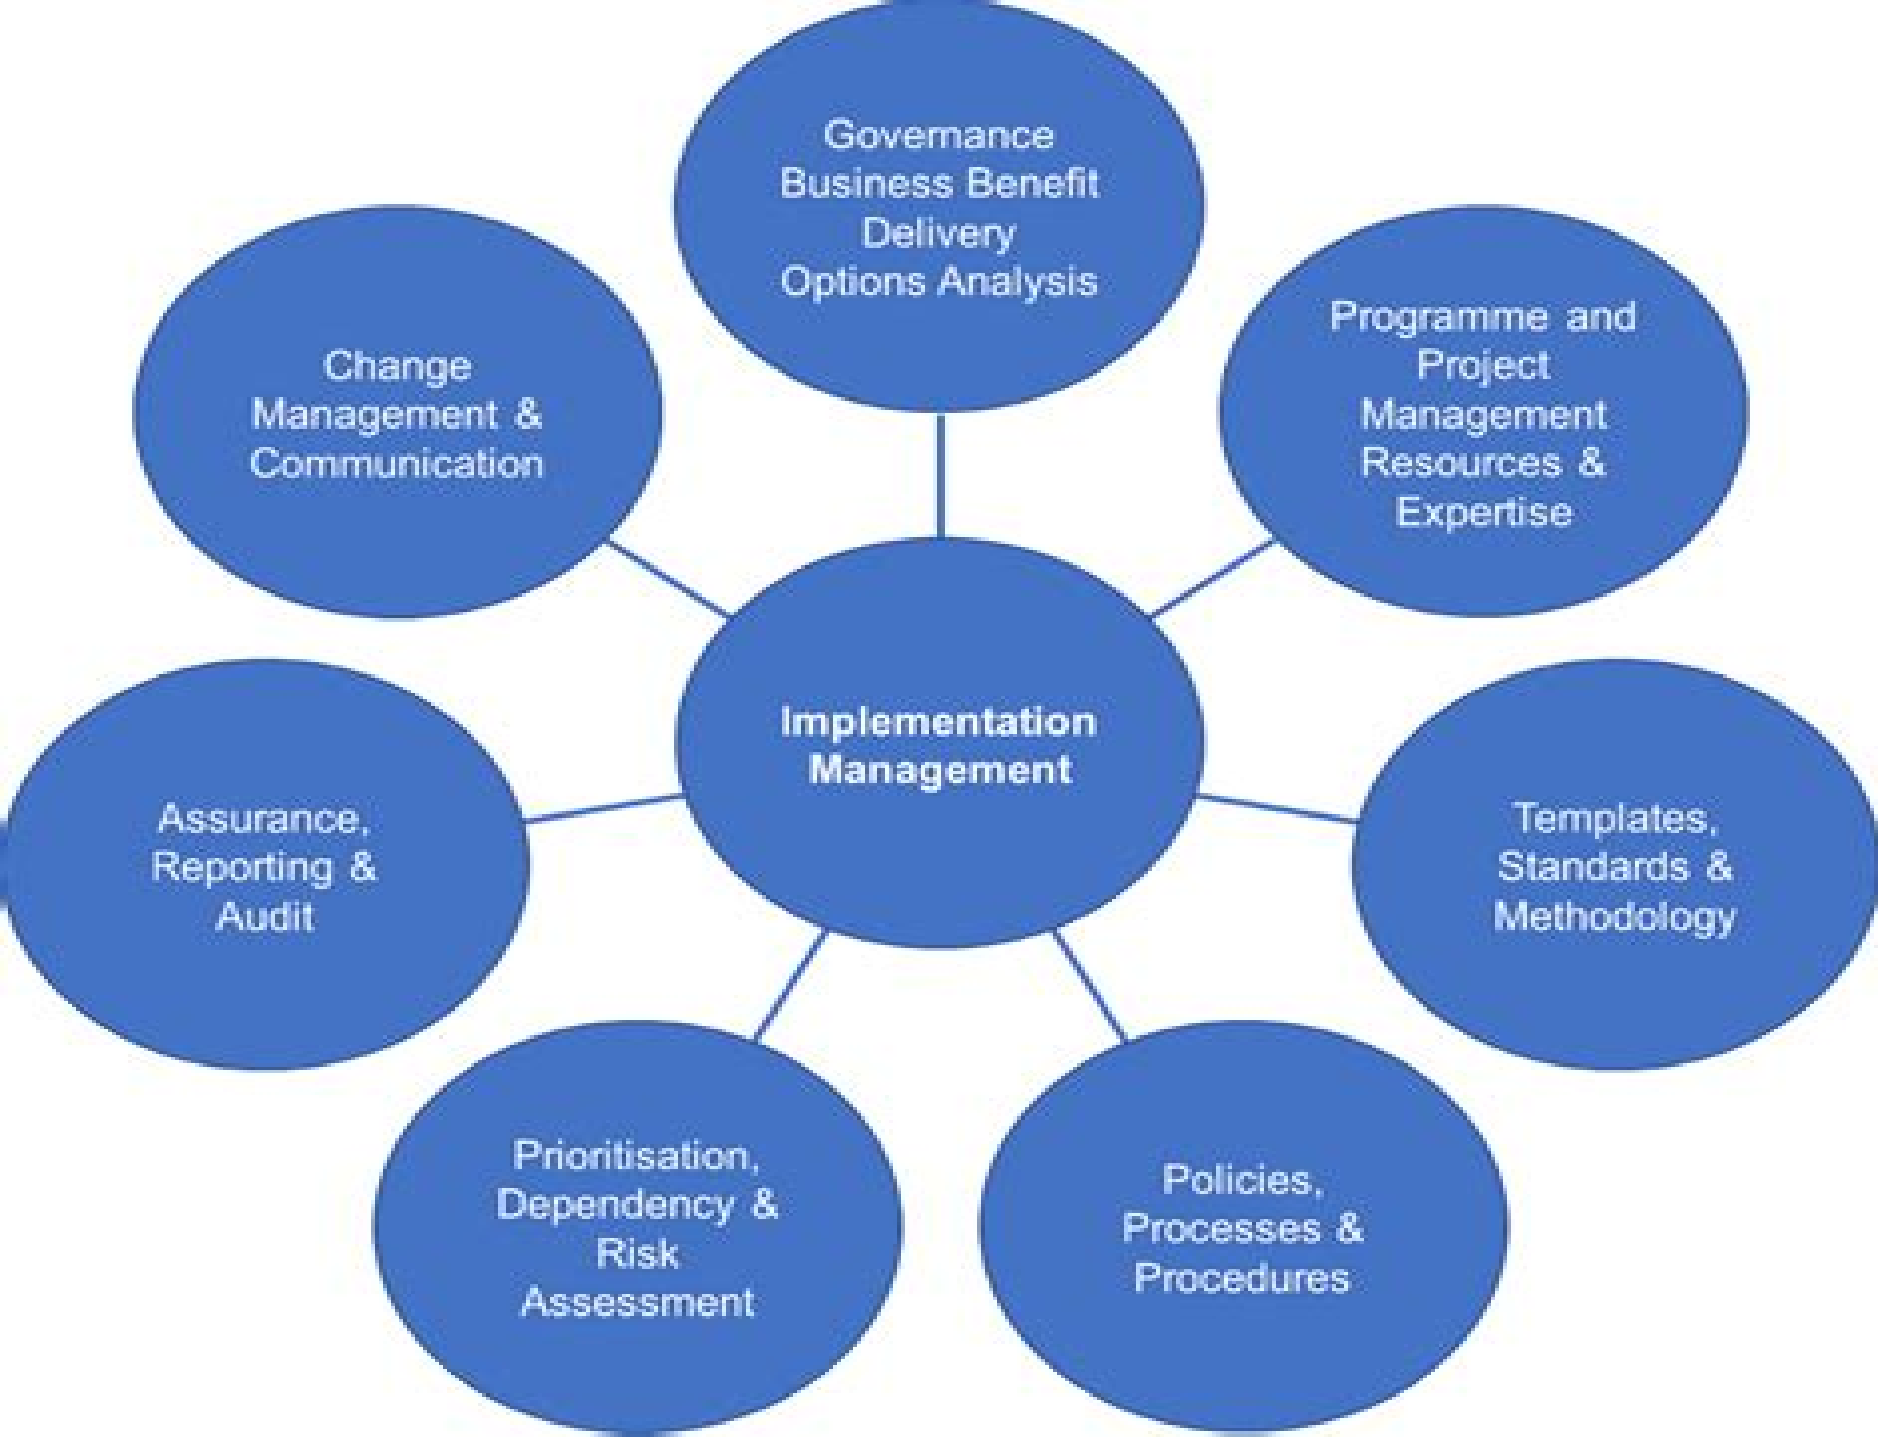 Governance
Business Benefit
Delivery
Options Analysis
Programme and
Project
Management
Resources &
Expertise
Templates,
Standards &
Methodology
Policies,
Processes &
Procedures
Prioritisation,
Dependency &
Risk
Assessment
Assurance,
Reporting &
Audit
Change
Management &
Communication
Implementation
Management